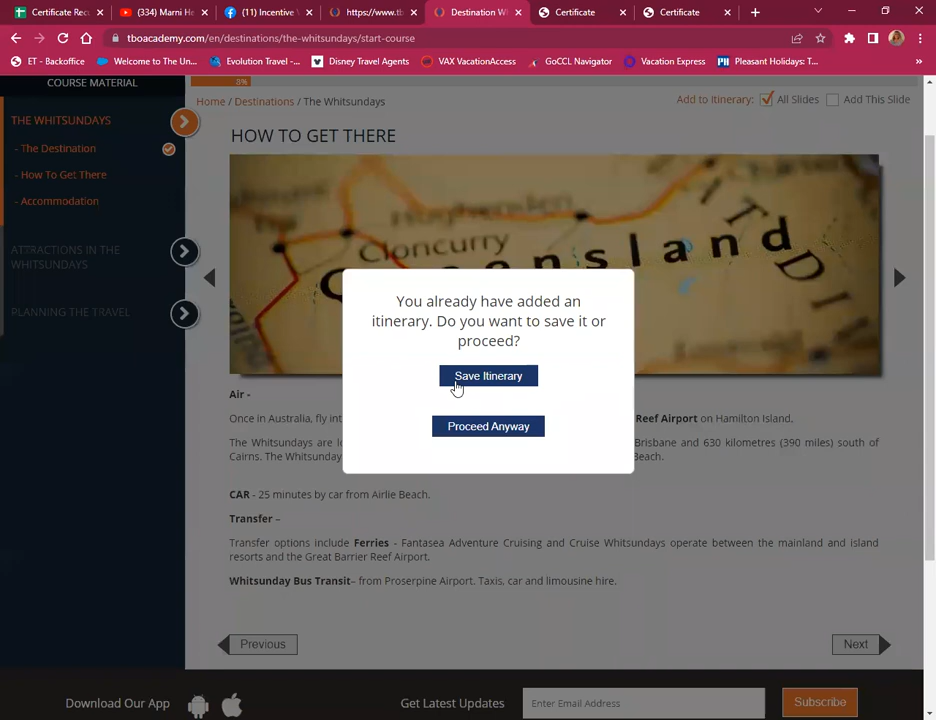 Certificate Recu
(334) Marni He
(11) Incentive V
https://www.tb
Destination Wh
Certificate
Certificate
tboacademy.com/en/destinations/the-whitsundays/start-course
ET - Backoffice
Welcome to The Un...
Evolution Travel -...
Disney Travel Agents
VAX VacationAccess
GoCCL Navigator
Vacation Express
Pleasant Holidays: T...
»
COURSE MATERIAL
8%
THE WHITSUNDAYS
- The Destination
- How To Get There
- Accommodation
ATTRACTIONS IN THE
WHITSUNDAYS
PLANNING THE TRAVEL
Home / Destinations / The Whitsundays
Add to Itinerary: All Slides Add This Slide
HOW TO GET THERE
Hughenden
Cloncurry
Queensland
You already have added an
itinerary. Do you want to save it or
proceed?
Save Itinerary
Proceed Anyway
Air -
Once in Australia, fly int Reef Airport on Hamilton Island.
The Whitsundays are lo Brisbane and 630 kilometres (390 miles) south of
Cairns. The Whitsunday Beach.
CAR - 25 minutes by car from Airlie Beach.
Transfer –
Transfer options include Ferries - Fantasea Adventure Cruising and Cruise Whitsundays operate between the mainland and island
resorts and the Great Barrier Reef Airport.
Whitsunday Bus Transit– from Proserpine Airport. Taxis, car and limousine hire.
Previous
Next
Download Our App
Get Latest Updates
Enter Email Address
Subscribe